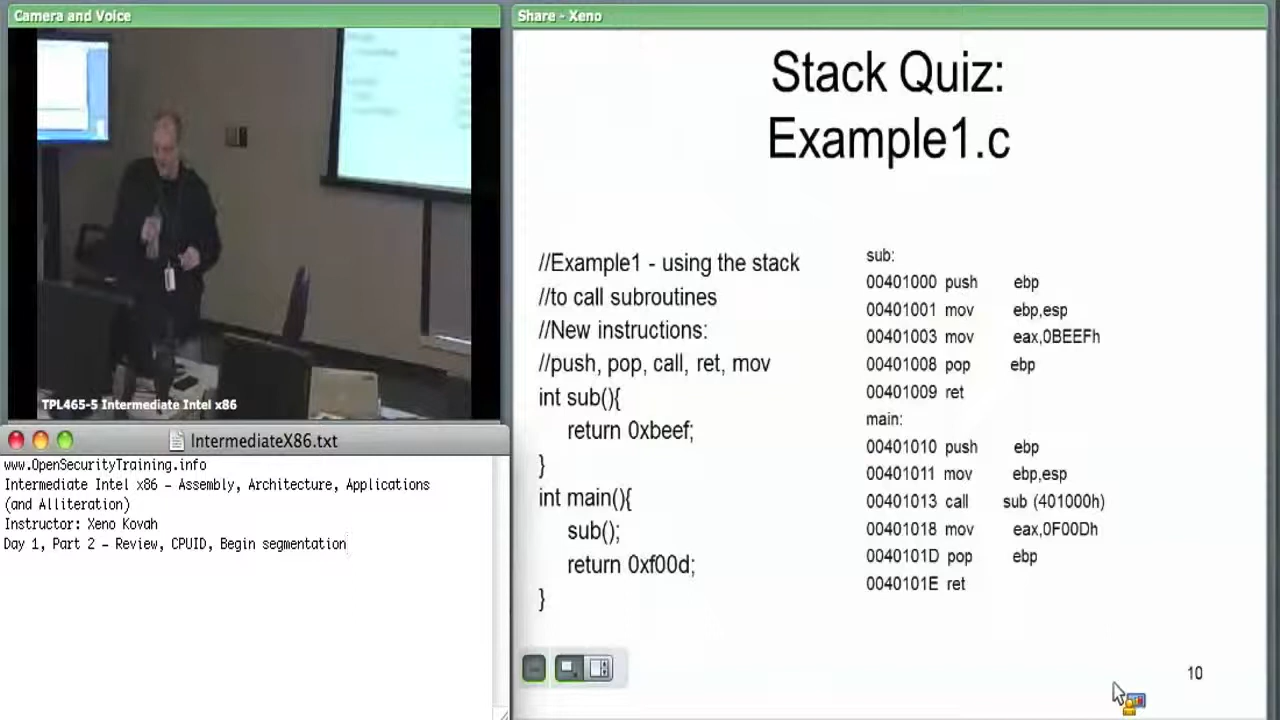 Camera and Voice
TPL465-5 Intermediate Intel x86
IntermediateX86.txt
www.OpenSecurityTraining.info
Intermediate Intel x86 – Assembly, Architecture, Applications
(and Alliteration)
Instructor: Xeno Kovah
Day 1, Part 2 – Review, CPUID, Begin segmentation
Share - Xeno
Stack Quiz:
Example1.c
//Example1 - using the stack
//to call subroutines
//New instructions:
//push, pop, call, ret, mov
int sub(){
return 0xbeef;
}
int main(){
sub();
return 0xf00d;
}
sub:
00401000 push ebp
00401001 mov ebp,esp
00401003 mov eax,0BEEFh
00401008 pop ebp
00401009 ret
main:
00401010 push ebp
00401011 mov ebp,esp
00401013 call sub (401000h)
00401018 mov eax,0F00Dh
0040101D pop ebp
0040101E ret
10